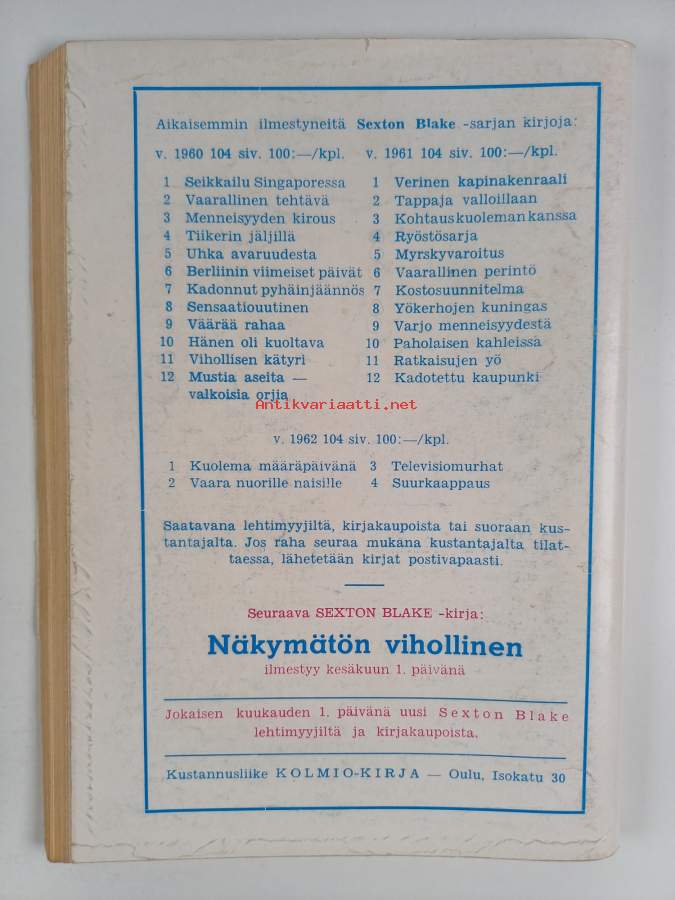 Aikaisemmin ilmestyneitä Sexton Blake -sarjan kirjoja:
v. 1960 104 siv. 100:—/kpl.
1 Seikkailu Singaporessa
2 Vaarallinen tehtävä
3 Menneisyyden kirous
4 Tiikerin jäljillä
5 Uhka avaruudesta
6 Berliinin viimeiset päivät
7 Kadonnut pyhäinjäännös
8 Sensaatiouutinen
9 Väärää rahaa
10 Hänen oli kuoltava
11 Vihollisen kätyri
12 Mustia aseita —
valkoisia orjia
v. 1961 104 siv. 100:—/kpl.
1 Verinen kapinakenraali
2 Tappaja valloillaan
3 Kohtaus kuoleman kanssa
4 Ryöstösarja
5 Myrskyvaroitus
6 Vaarallinen perintö
7 Kostosuunnitelma
8 Yökerhojen kuningas
9 Varjo menneisyydestä
10 Paholaisen kahleissa
11 Ratkaisujen yö
12 Kadotettu kaupunki
Antikvariaatti.net
v. 1962 104 siv. 100:—/kpl.
1 Kuolema määräpäivänä
2 Vaara nuorille naisille
3 Televisiomurhat
4 Suurkaappaus
Saatavana lehtimyyjiltä, kirjakaupoista tai suoraan kus-
tantajalta. Jos raha seuraa mukana kustantajalta tilat-
taessa, lähetetään kirjat postivapaasti.
Seuraava SEXTON BLAKE -kirja:
Näkymätön vihollinen
ilmestyy kesäkuun 1. päivänä
Jokaisen kuukauden 1. päivänä uusi Sexton Blake
lehtimyyjiltä ja kirjakaupoista.
Kustannusliike KOLMIO-KIRJA — Oulu, Isokatu 30